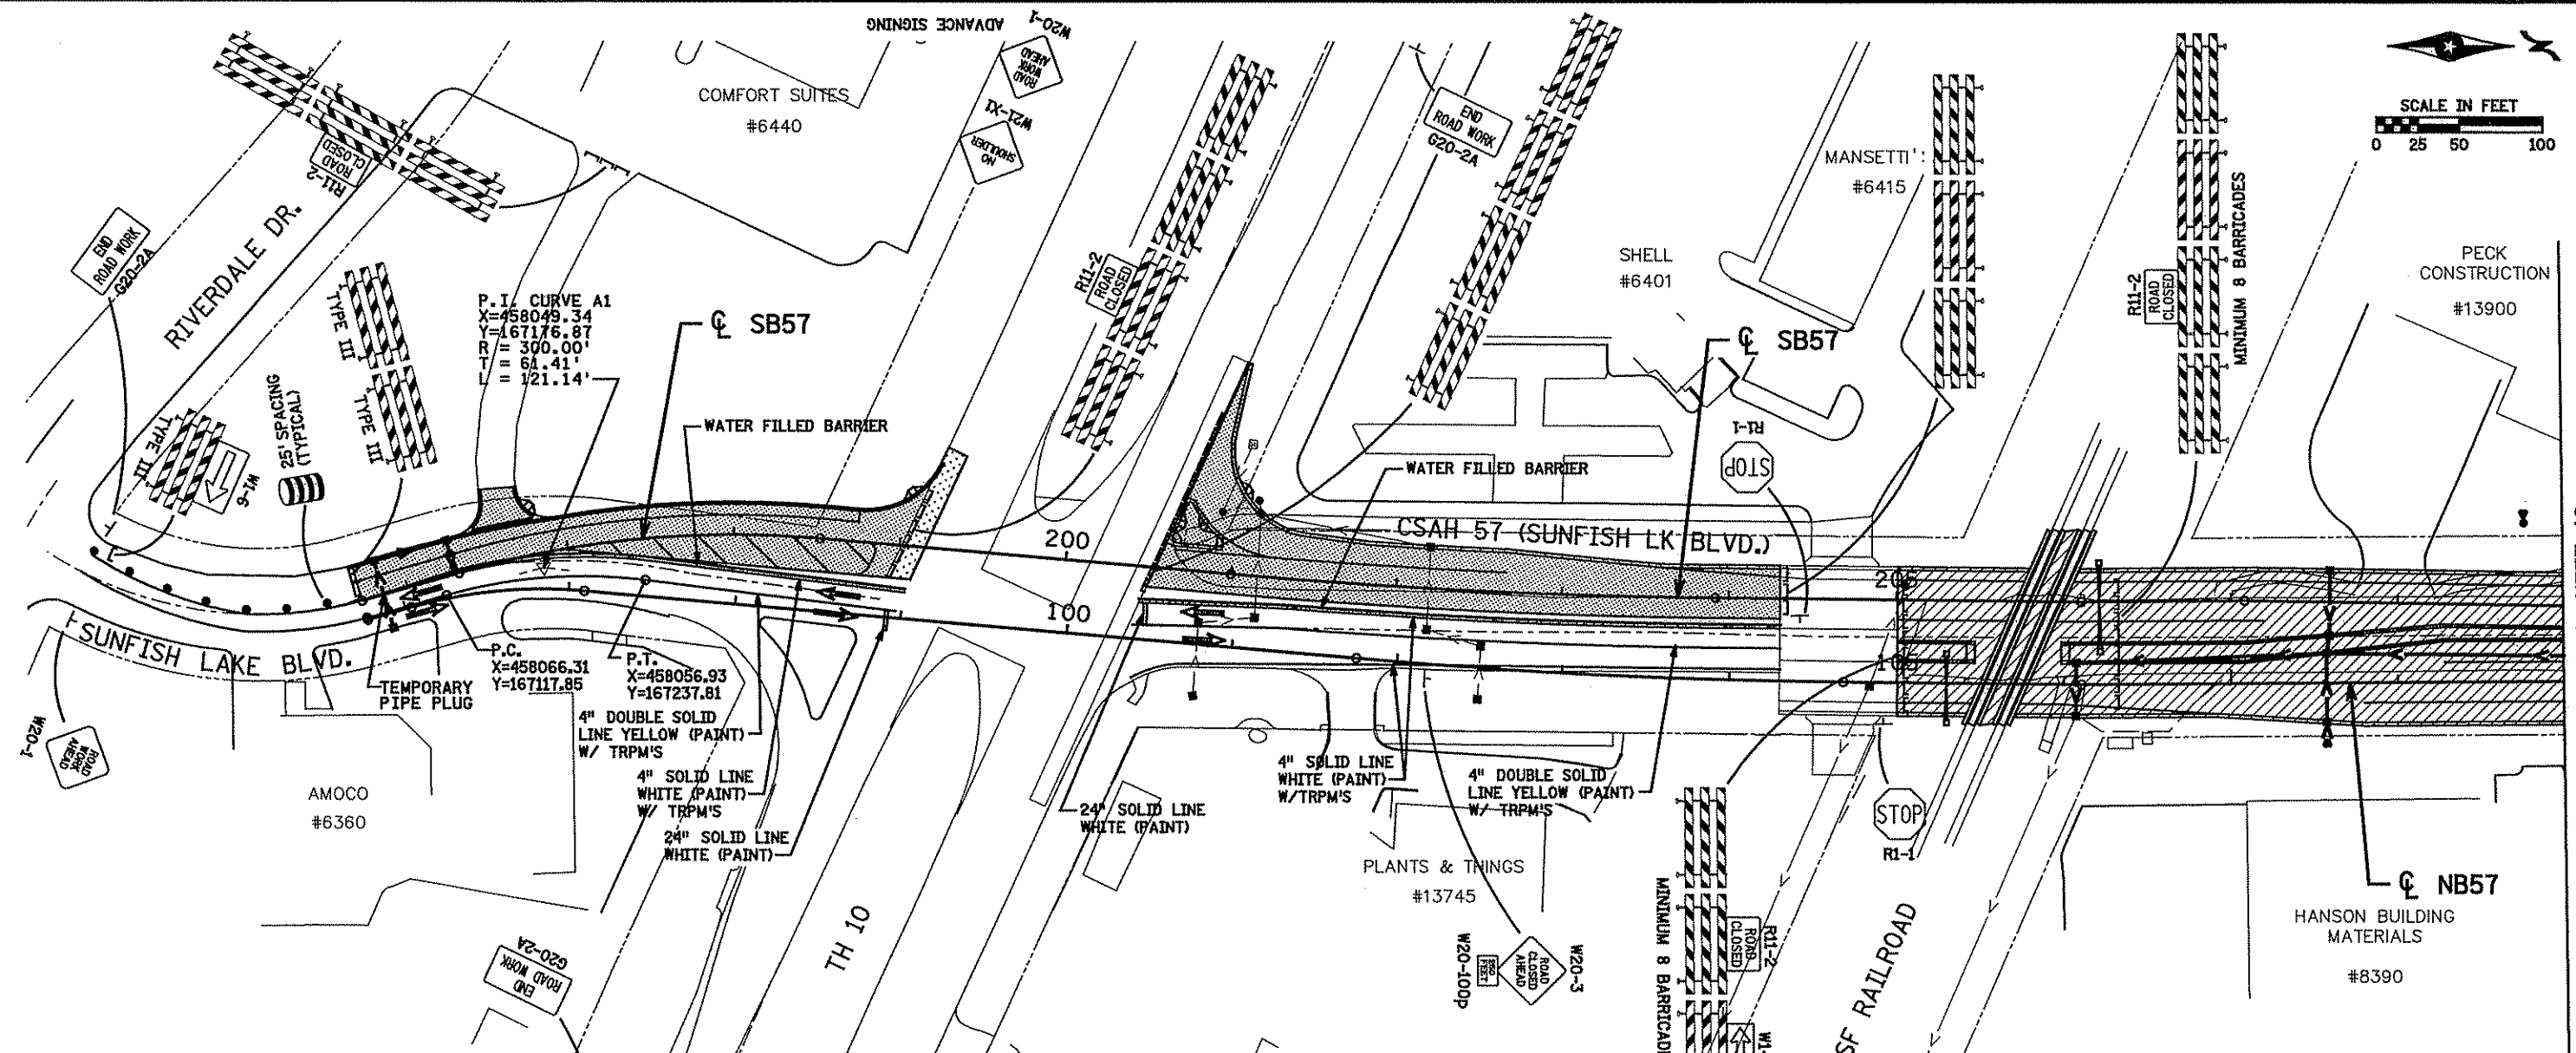 ADVANCE SIGNING
W20-1
ROAD
WORK
AHEAD
W21-X1
NO
SHOULDER
COMFORT SUITES
#6440
R11-2
ROAD
CLOSED
END
ROAD WORK
G20-2A
RIVERDALE DR.
TYPE III
TYPE III
TYPE III
W1-6
25' SPACING
(TYPICAL)
P.I. CURVE A1
X=458049.34
Y=167176.87
R = 300.00'
T = 61.41'
L = 121.14'
℄ SB57
WATER FILLED BARRIER
R11-2
ROAD
CLOSED
END
ROAD WORK
G20-2A
SHELL
#6401
MANSETTI'S
#6415
℄ SB57
R1-1
STOP
WATER FILLED BARRIER
R11-2
ROAD
CLOSED
MINIMUM 8 BARRICADES
SCALE IN FEET
0 25 50 100
PECK
CONSTRUCTION
#13900
CSAH 57 (SUNFISH LK BLVD.)
200
205
100
105
SUNFISH LAKE BLVD.
TEMPORARY
PIPE PLUG
P.C.
X=458066.31
Y=167117.85
P.T.
X=458056.93
Y=167237.81
4" DOUBLE SOLID
LINE YELLOW (PAINT)
W/ TRPM'S
4" SOLID LINE
WHITE (PAINT)
W/ TRPM'S
24" SOLID LINE
WHITE (PAINT)
W20-1
ROAD
WORK
AHEAD
AMOCO
#6360
G20-2A
END
ROAD WORK
TH 10
24" SOLID LINE
WHITE (PAINT)
4" SOLID LINE
WHITE (PAINT)
W/TRPM'S
4" DOUBLE SOLID
LINE YELLOW (PAINT)
W/ TRPM'S
PLANTS & THINGS
#13745
W20-3
ROAD
CLOSED
AHEAD
W20-100p
MINIMUM 8 BARRICADE
R11-2
ROAD
CLOSED
W1-
STOP
R1-1
SF RAILROAD
℄ NB57
HANSON BUILDING
MATERIALS
#8390